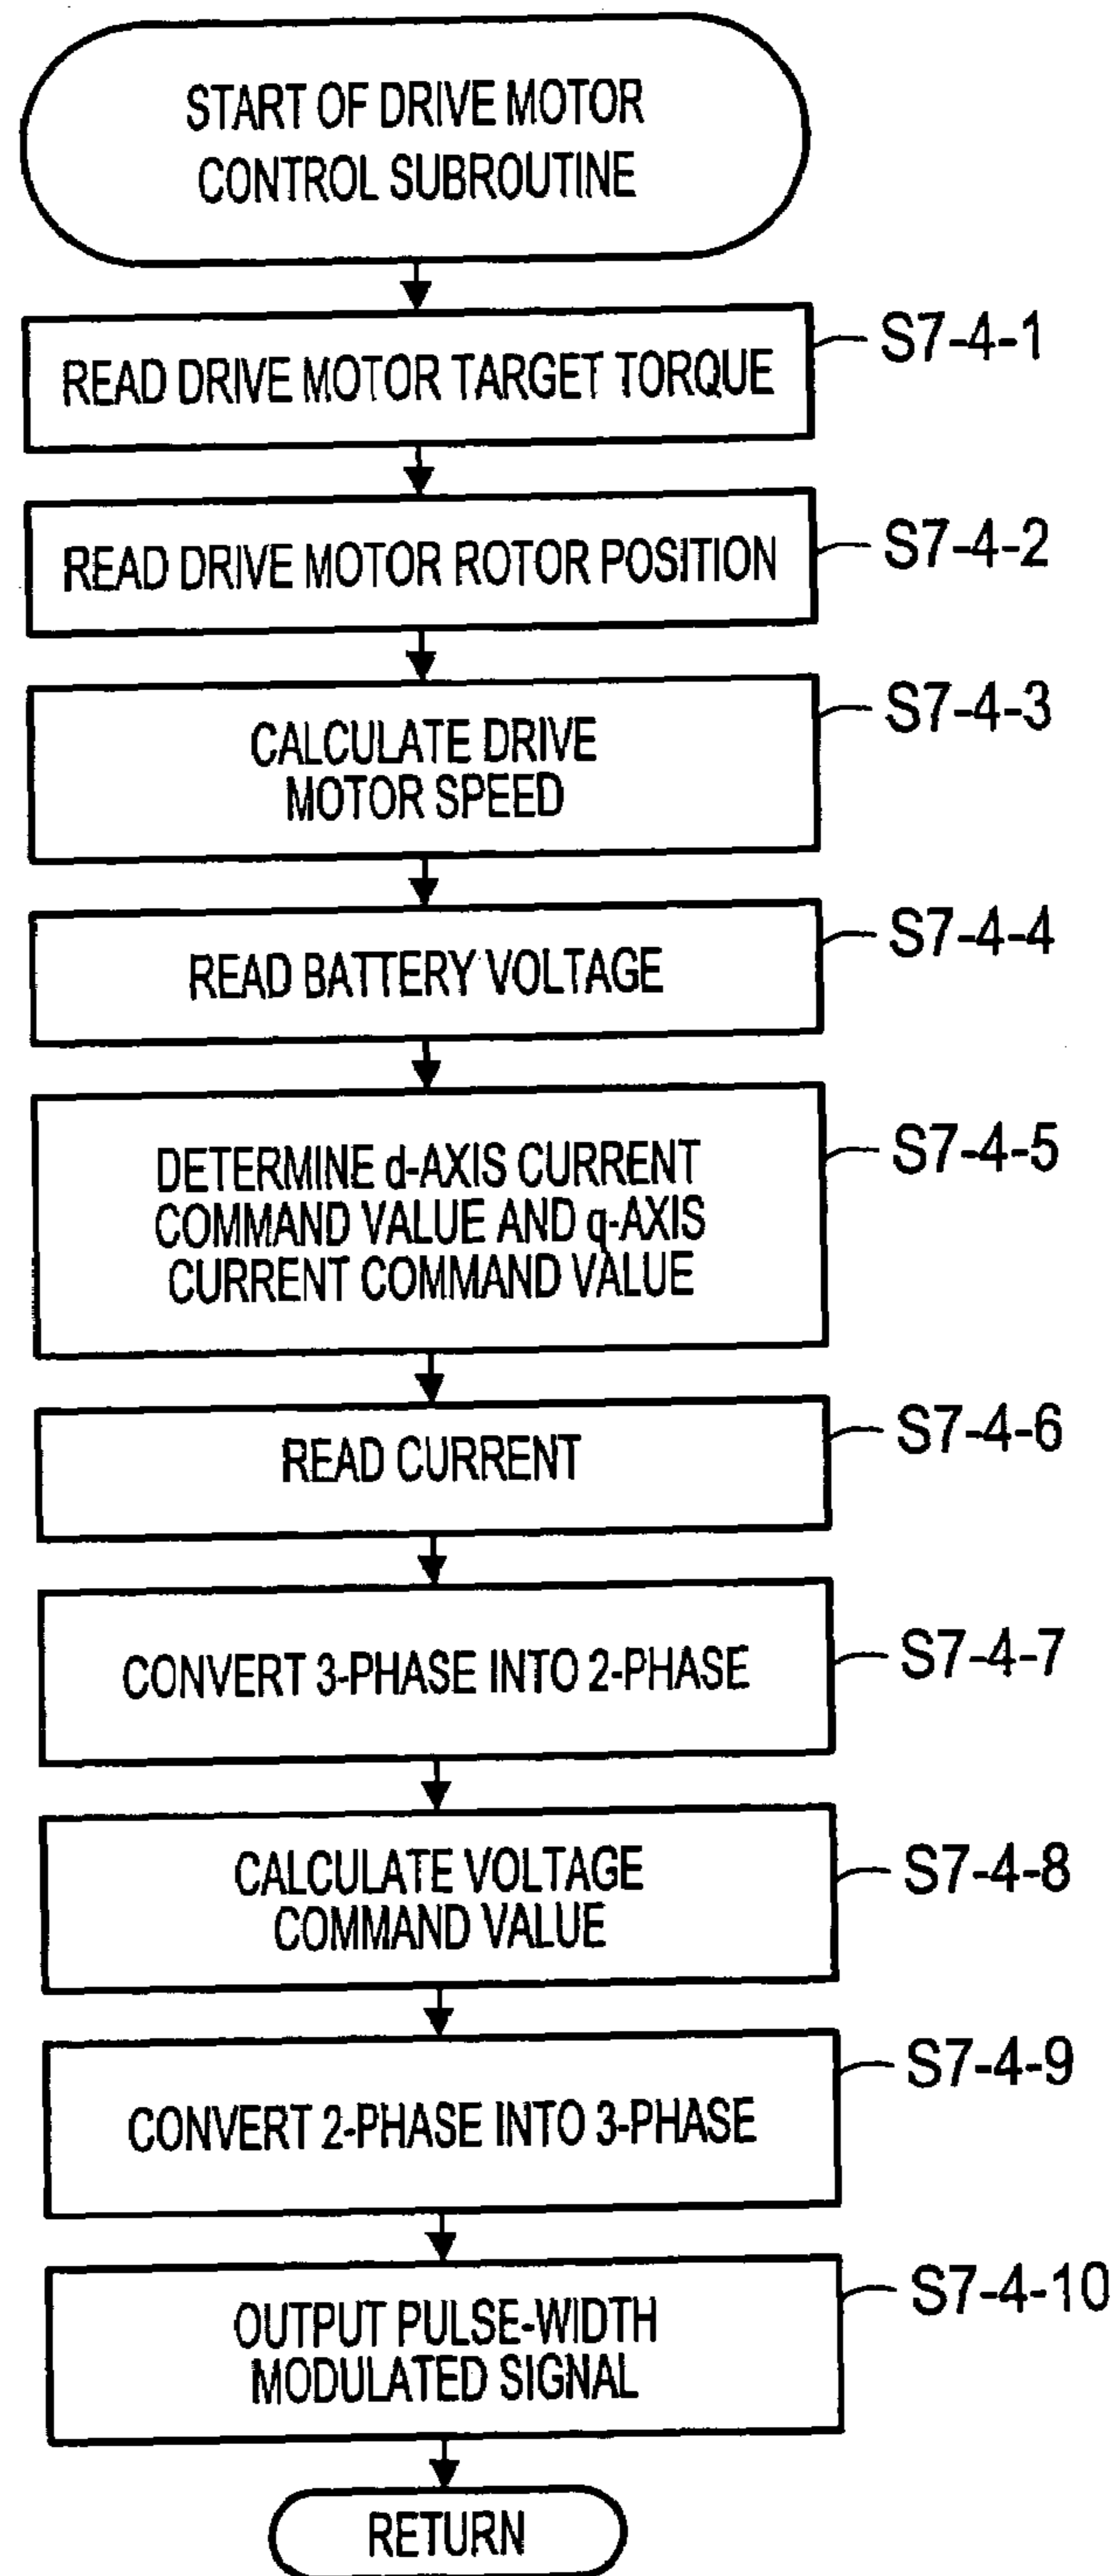 START OF DRIVE MOTOR
CONTROL SUBROUTINE
READ DRIVE MOTOR TARGET TORQUE
S7-4-1
READ DRIVE MOTOR ROTOR POSITION
S7-4-2
CALCULATE DRIVE
MOTOR SPEED
S7-4-3
READ BATTERY VOLTAGE
S7-4-4
DETERMINE d-AXIS CURRENT
COMMAND VALUE AND q-AXIS
CURRENT COMMAND VALUE
S7-4-5
READ CURRENT
S7-4-6
CONVERT 3-PHASE INTO 2-PHASE
S7-4-7
CALCULATE VOLTAGE
COMMAND VALUE
S7-4-8
CONVERT 2-PHASE INTO 3-PHASE
S7-4-9
OUTPUT PULSE-WIDTH
MODULATED SIGNAL
S7-4-10
RETURN